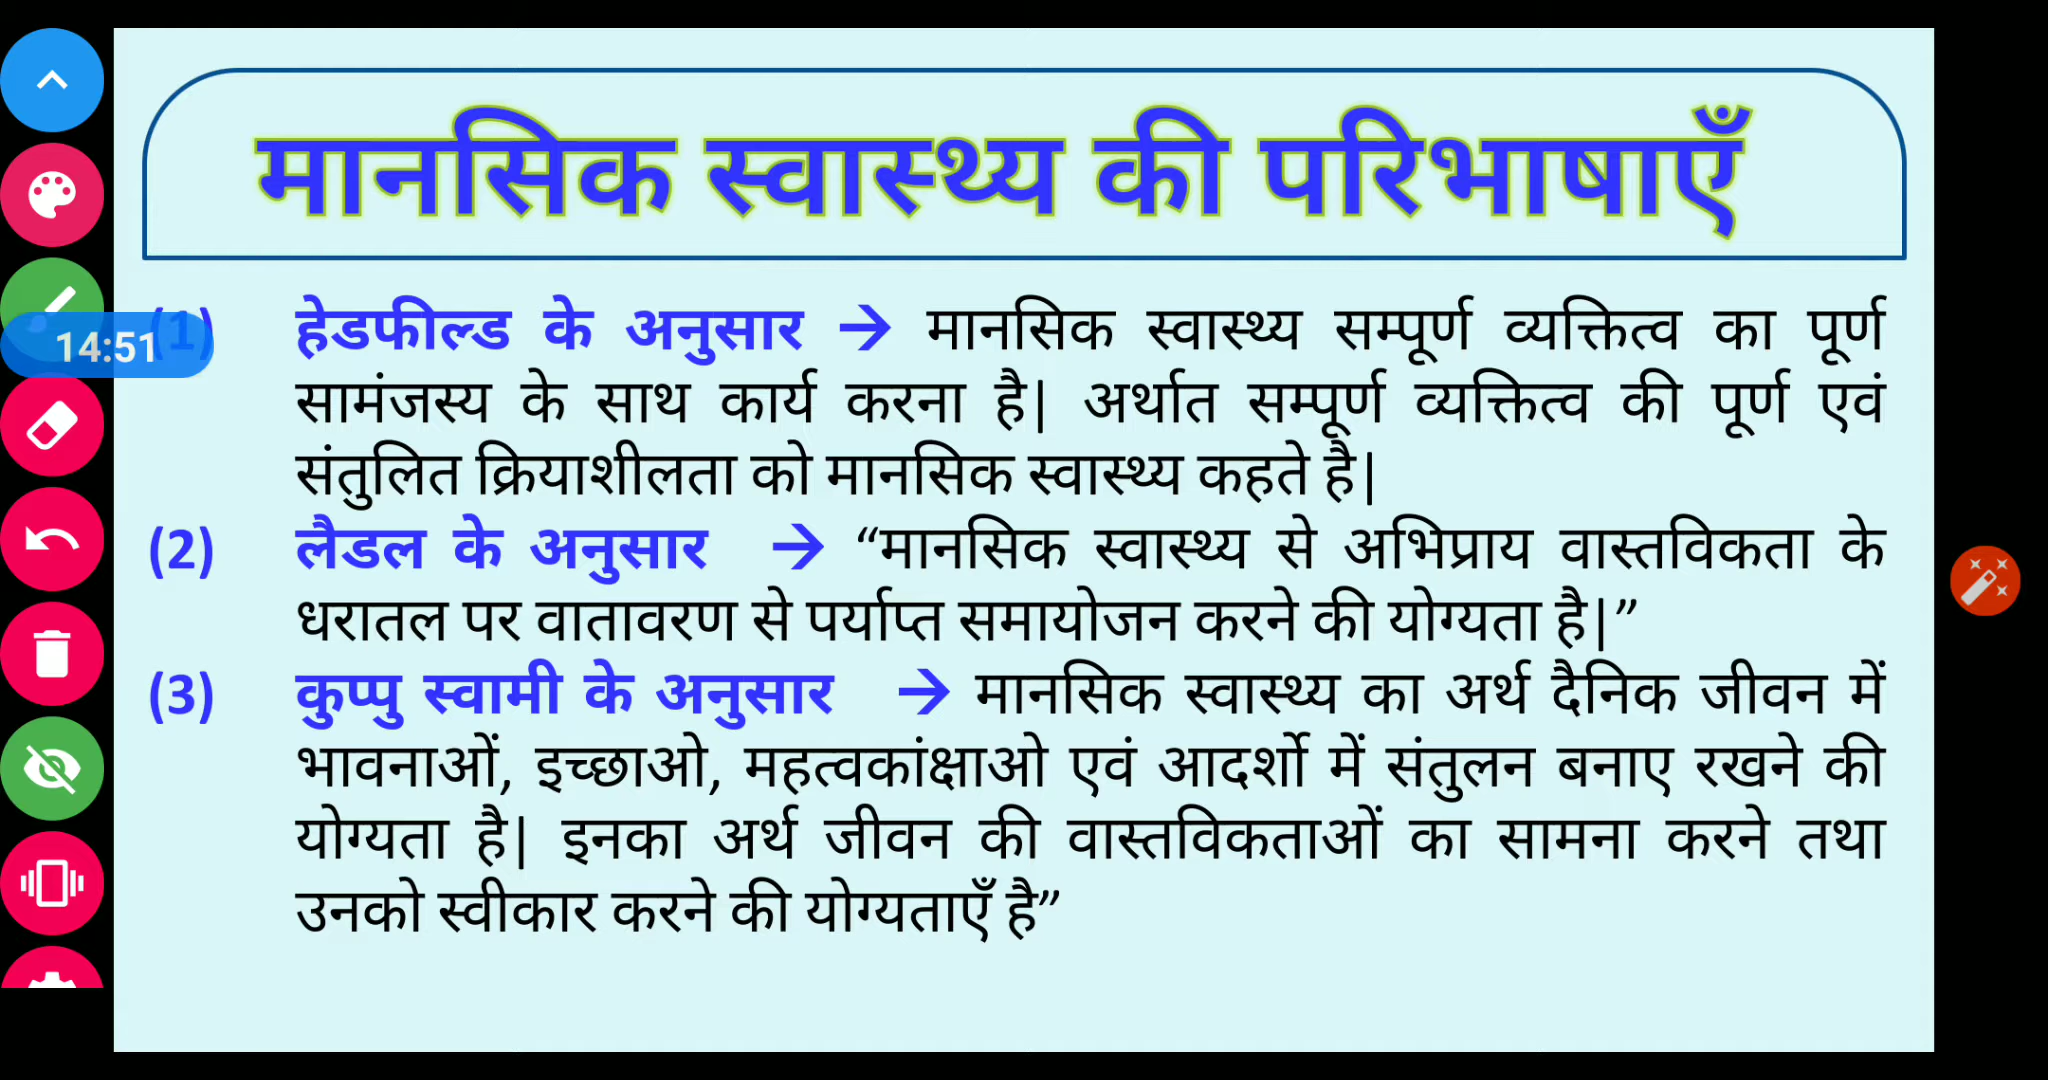 मानसिक स्वास्थ्य की परिभाषाएँ
(1) हेडफील्ड के अनुसार → मानसिक स्वास्थ्य सम्पूर्ण व्यक्तित्व का पूर्ण
14:51
सामंजस्य के साथ कार्य करना है| अर्थात सम्पूर्ण व्यक्तित्व की पूर्ण एवं
संतुलित क्रियाशीलता को मानसिक स्वास्थ्य कहते है|
(2) लैडल के अनुसार → “मानसिक स्वास्थ्य से अभिप्राय वास्तविकता के
धरातल पर वातावरण से पर्याप्त समायोजन करने की योग्यता है|”
(3) कुप्पु स्वामी के अनुसार → मानसिक स्वास्थ्य का अर्थ दैनिक जीवन में
भावनाओं, इच्छाओ, महत्वकांक्षाओ एवं आदर्शो में संतुलन बनाए रखने की
योग्यता है| इनका अर्थ जीवन की वास्तविकताओं का सामना करने तथा
उनको स्वीकार करने की योग्यताएँ है”